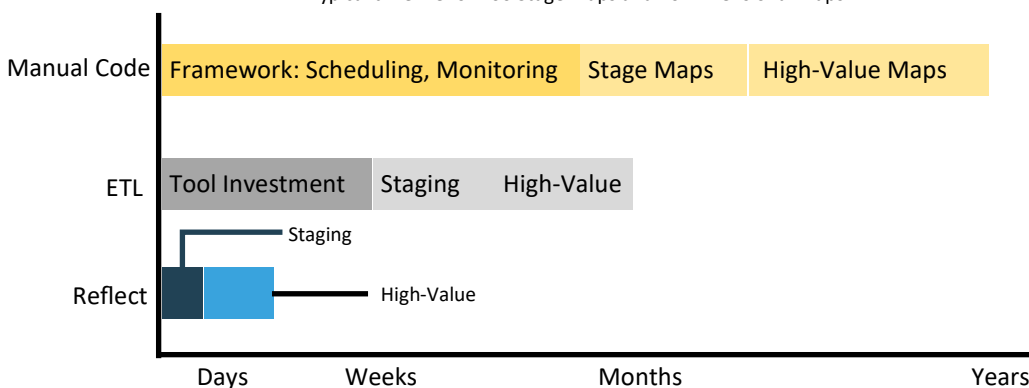 Manual Code
Framework: Scheduling, Monitoring
Stage Maps
High-Value Maps
ETL
Tool Investment
Staging
High-Value
Staging
Reflect
High-Value
Days
Weeks
Months
Years